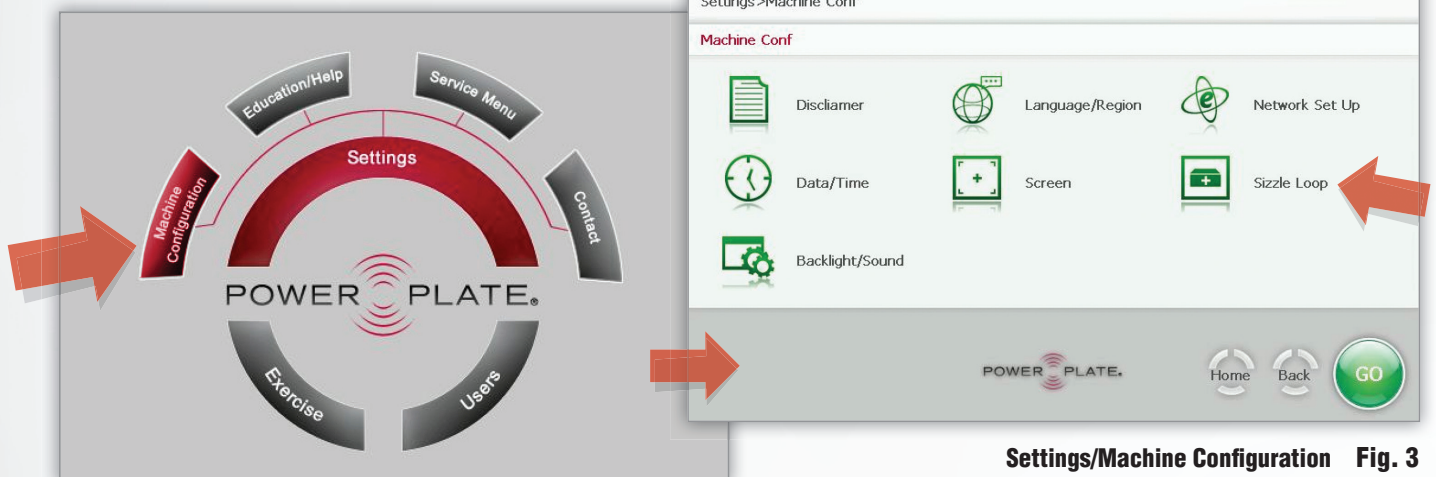 Education/Help
Service Menu
Machine
Configuration
Settings
Contact
POWER PLATE®
Exercise
Users
Settings>Machine Conf
Machine Conf
Discliamer
Language/Region
Network Set Up
Data/Time
Screen
Sizzle Loop
Backlight/Sound
POWER PLATE®
Home
Back
GO
Settings/Machine Configuration Fig. 3